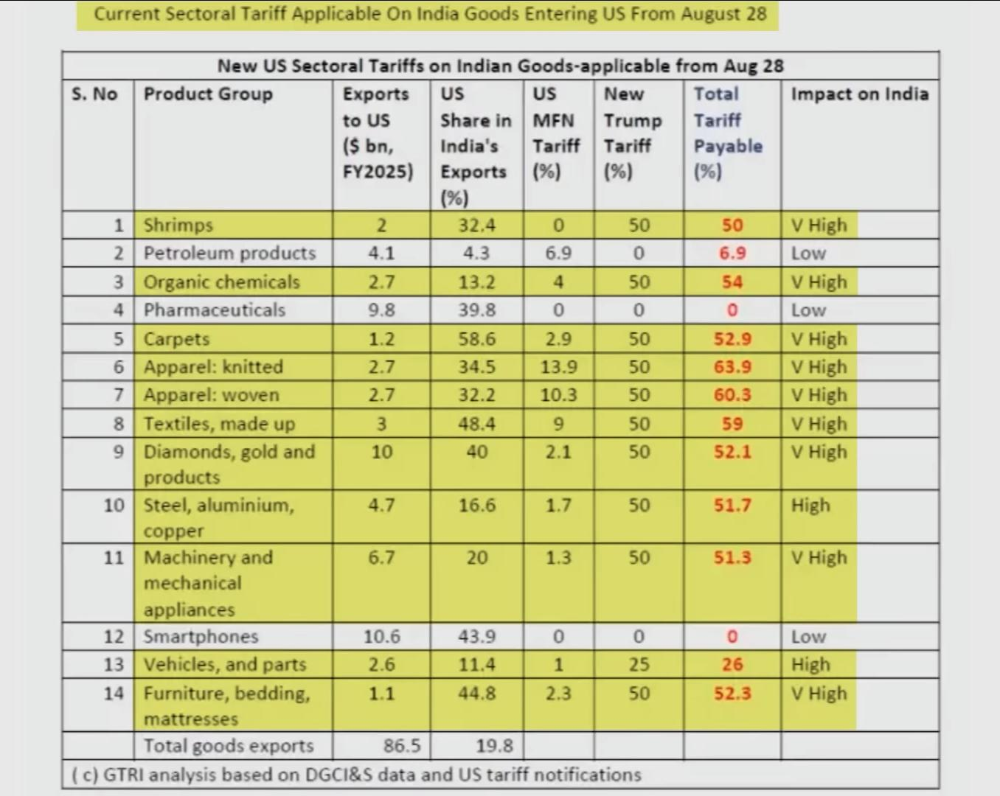 Current Sectoral Tariff Applicable On India Goods Entering US From August 28
New US Sectoral Tariffs on Indian Goods-applicable from Aug 28
S. No Product Group Exports to US ($ bn, FY2025) US Share in India's Exports (%) US MFN Tariff (%) New Trump Tariff (%) Total Tariff Payable (%) Impact on India
1 Shrimps 2 32.4 0 50 50 V High
2 Petroleum products 4.1 4.3 6.9 0 6.9 Low
3 Organic chemicals 2.7 13.2 4 50 54 V High
4 Pharmaceuticals 9.8 39.8 0 0 0 Low
5 Carpets 1.2 58.6 2.9 50 52.9 V High
6 Apparel: knitted 2.7 34.5 13.9 50 63.9 V High
7 Apparel: woven 2.7 32.2 10.3 50 60.3 V High
8 Textiles, made up 3 48.4 9 50 59 V High
9 Diamonds, gold and products 10 40 2.1 50 52.1 V High
10 Steel, aluminium, copper 4.7 16.6 1.7 50 51.7 High
11 Machinery and mechanical appliances 6.7 20 1.3 50 51.3 V High
12 Smartphones 10.6 43.9 0 0 0 Low
13 Vehicles, and parts 2.6 11.4 1 25 26 High
14 Furniture, bedding, mattresses 1.1 44.8 2.3 50 52.3 V High
Total goods exports 86.5 19.8
( c) GTRI analysis based on DGCI&S data and US tariff notifications